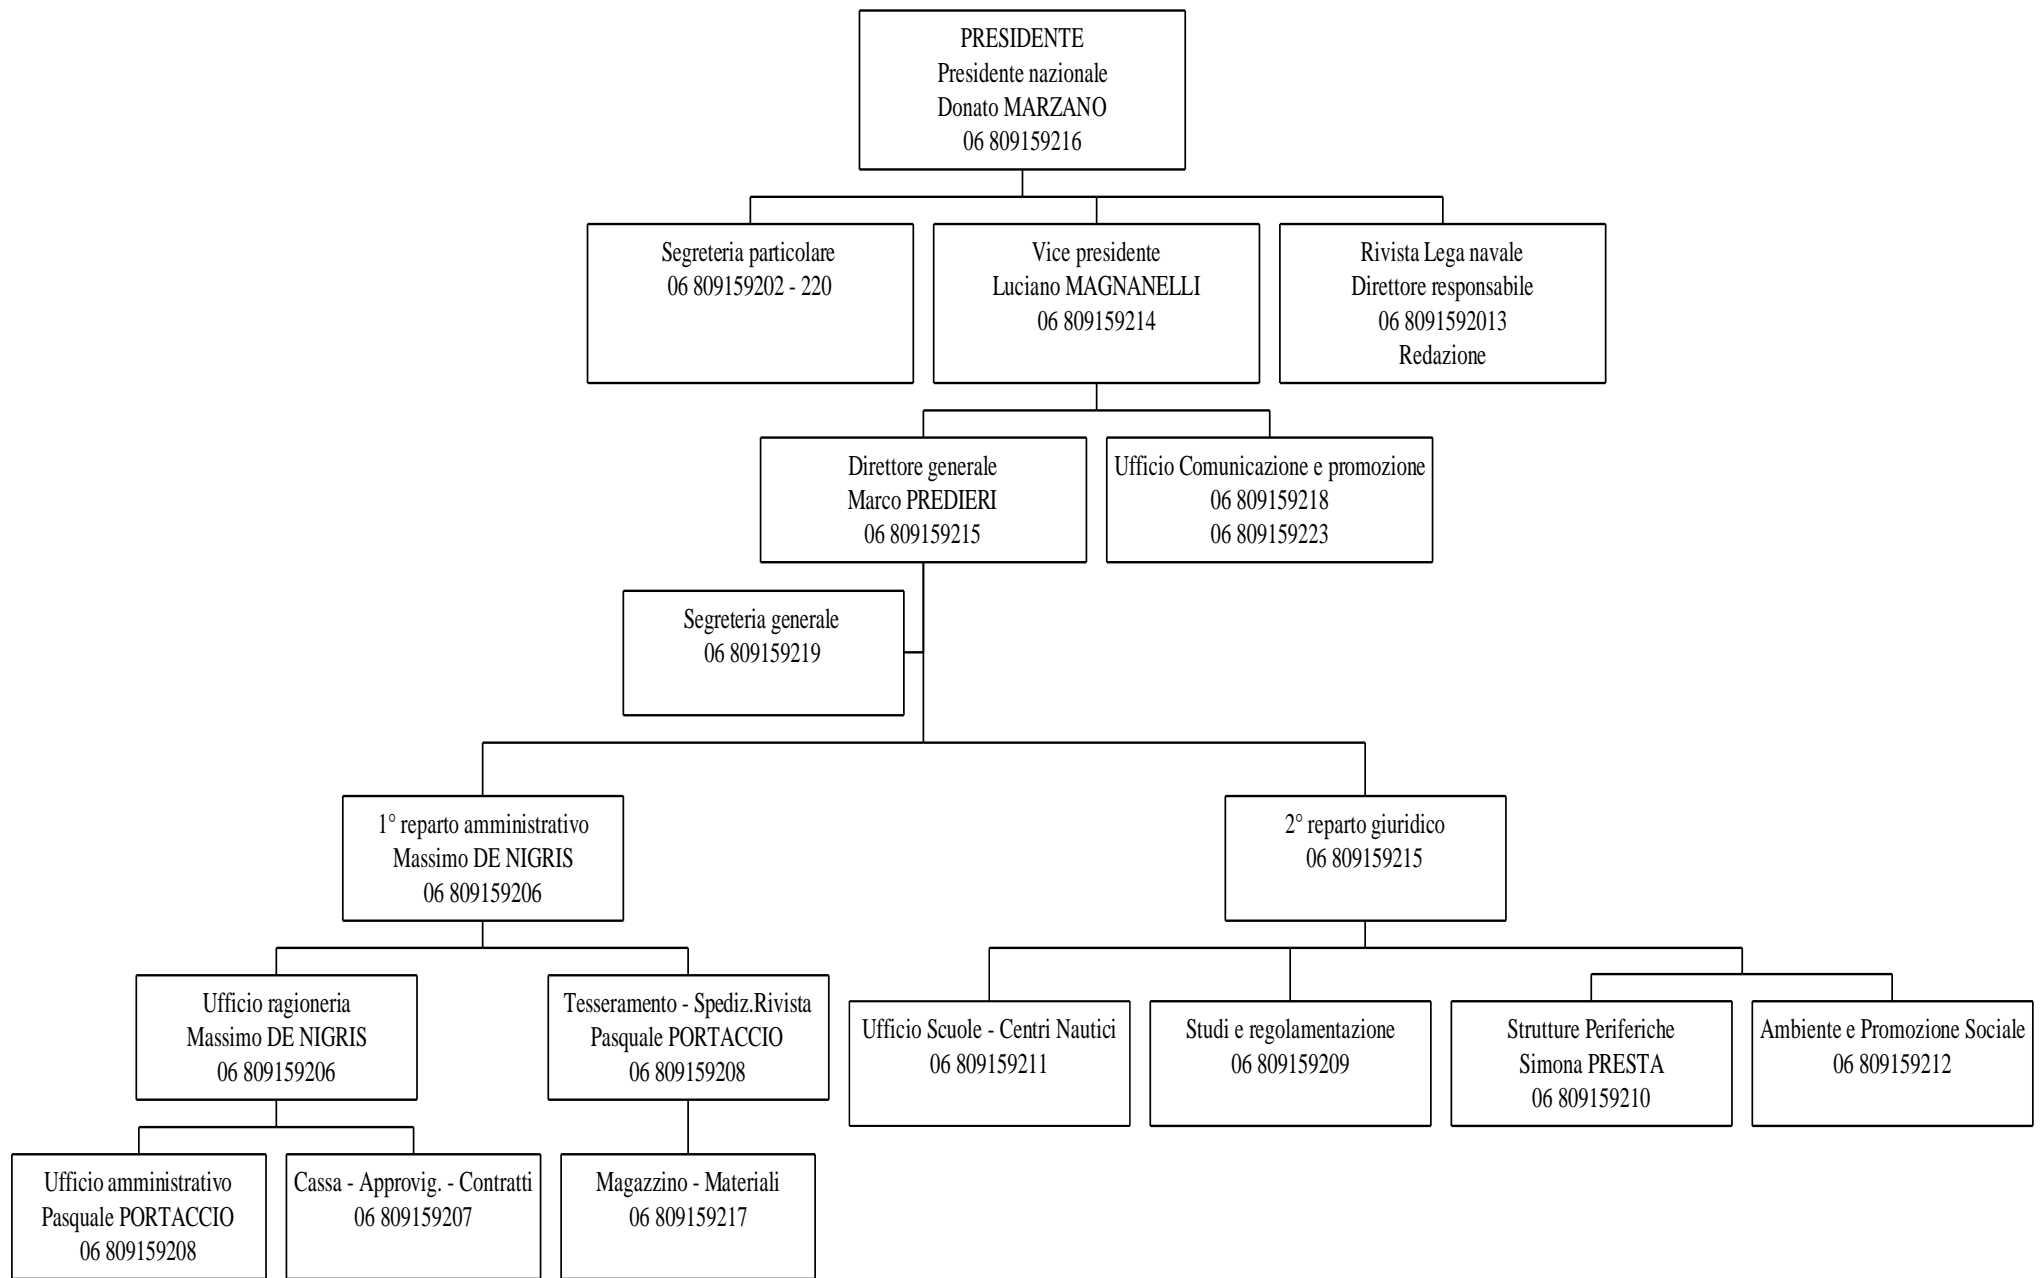 PRESIDENTE
Presidente nazionale
Donato MARZANO
06 809159216
Segreteria particolare
06 809159202 - 220
Vice presidente
Luciano MAGNANELLI
06 809159214
Rivista Lega navale
Direttore responsabile
06 8091592013
Redazione
Direttore generale
Marco PREDIERI
06 809159215
Ufficio Comunicazione e promozione
06 809159218
06 809159223
Segreteria generale
06 809159219
1° reparto amministrativo
Massimo DE NIGRIS
06 809159206
2° reparto giuridico
06 809159215
Ufficio ragioneria
Massimo DE NIGRIS
06 809159206
Tesseramento - Spediz.Rivista
Pasquale PORTACCIO
06 809159208
Ufficio Scuole - Centri Nautici
06 809159211
Studi e regolamentazione
06 809159209
Strutture Periferiche
Simona PRESTA
06 809159210
Ambiente e Promozione Sociale
06 809159212
Ufficio amministrativo
Pasquale PORTACCIO
06 809159208
Cassa - Approvig. - Contratti
06 809159207
Magazzino - Materiali
06 809159217